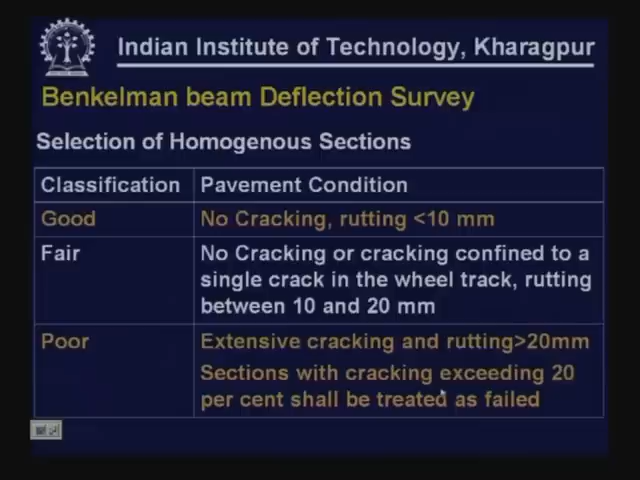 Indian Institute of Technology, Kharagpur
Benkelman beam Deflection Survey
Selection of Homogenous Sections
Classification Pavement Condition
Good No Cracking, rutting <10 mm
Fair No Cracking or cracking confined to a
single crack in the wheel track, rutting
between 10 and 20 mm
Poor Extensive cracking and rutting>20mm
Sections with cracking exceeding 20
per cent shall be treated as failed